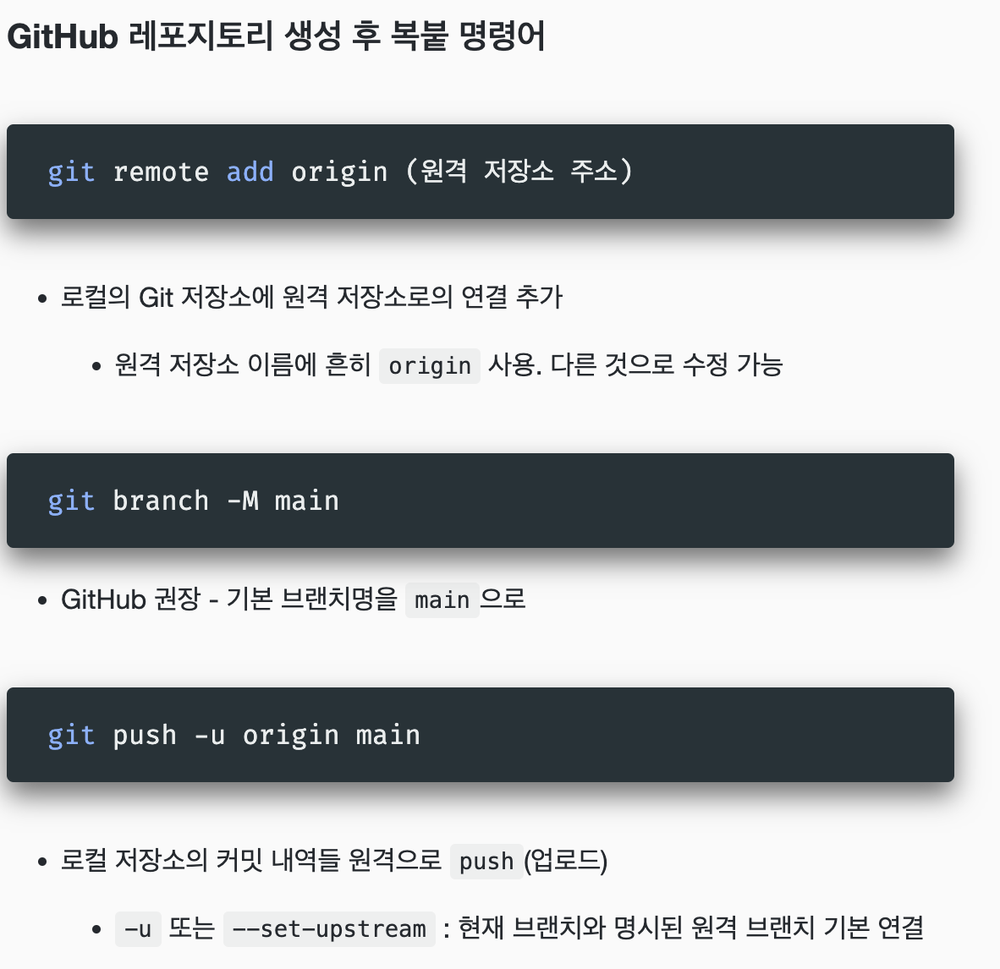 GitHub 레포지토리 생성 후 복붙 명령어
git remote add origin (원격 저장소 주소)
• 로컬의 Git 저장소에 원격 저장소로의 연결 추가
• 원격 저장소 이름에 흔히 origin 사용. 다른 것으로 수정 가능
git branch -M main
• GitHub 권장 - 기본 브랜치명을 main으로
git push -u origin main
• 로컬 저장소의 커밋 내역들 원격으로 push(업로드)
• -u 또는 --set-upstream : 현재 브랜치와 명시된 원격 브랜치 기본 연결